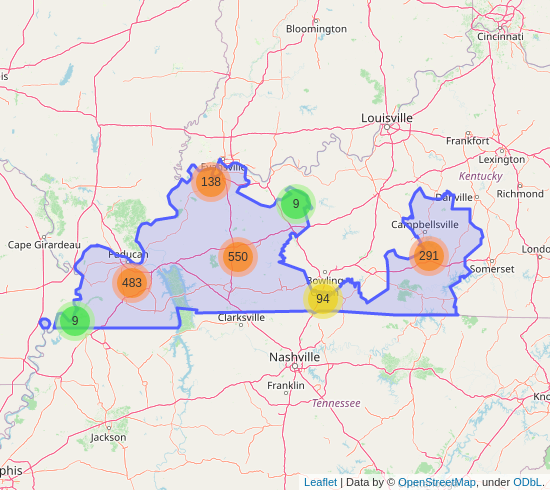 Bloomington
Cincinnati
is
Louisville
Frankfort
Lexington
Evansville
Kentucky
138
Richmond
Danville
9
Campbellsville
Cape Girardeau
Paducah
550
291
Londo
Somerset
483
Bowling
94
9
Clarksville
Nashville
Franklin
Kno
Tennessee
Jackson
phis
Leaflet | Data by © OpenStreetMap, under ODbL.